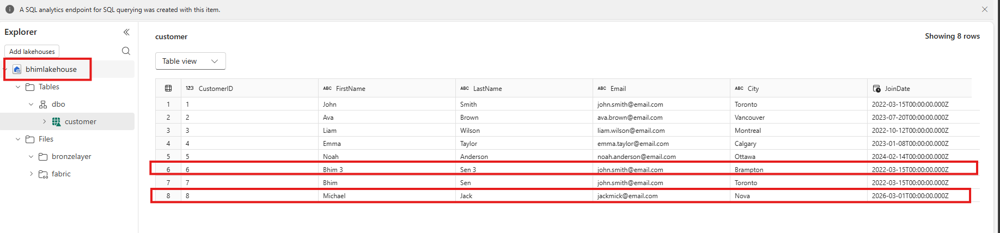 A SQL analytics endpoint for SQL querying was created with this item.
Explorer
Add lakehouses
bhimlakehouse
Tables
dbo
customer
Files
bronzelayer
fabric
customer
Showing 8 rows
Table view
123 CustomerID ABC FirstName ABC LastName ABC Email ABC City JoinDate
1 1 John Smith john.smith@email.com Toronto 2022-03-15T00:00:00.000Z
2 2 Ava Brown ava.brown@email.com Vancouver 2023-07-20T00:00:00.000Z
3 3 Liam Wilson liam.wilson@email.com Montreal 2022-10-12T00:00:00.000Z
4 4 Emma Taylor emma.taylor@email.com Calgary 2023-01-08T00:00:00.000Z
5 5 Noah Anderson noah.anderson@email.com Ottawa 2024-02-14T00:00:00.000Z
6 6 Bhim 3 Sen 3 john.smith@email.com Brampton 2022-03-15T00:00:00.000Z
7 7 Bhim Sen john.smith@email.com Toronto 2022-03-15T00:00:00.000Z
8 8 Michael Jack jackmick@email.com Nova 2026-03-01T00:00:00.000Z